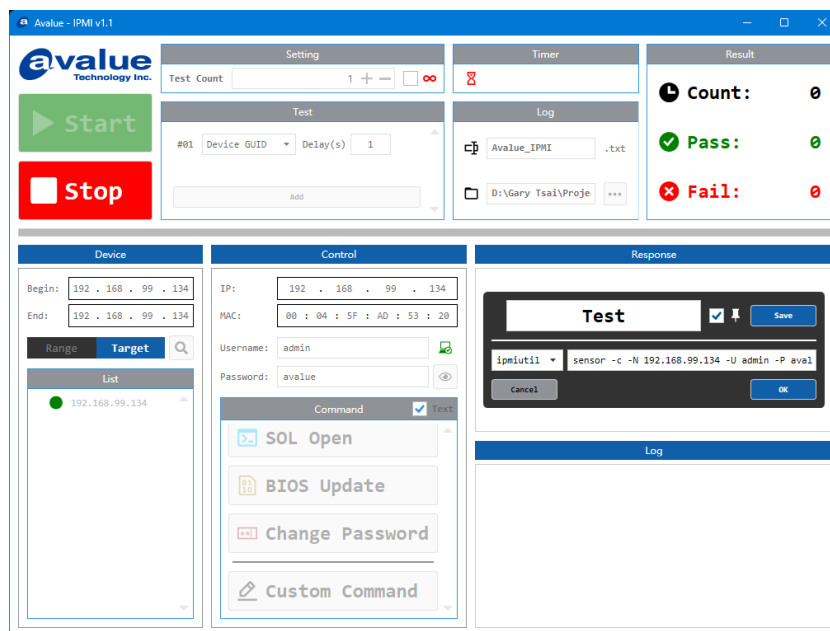 Avalue - IPMI v1.1
avalue
Technology Inc.
Start
Stop
Setting
Test Count 1
Test
#01 Device GUID Delay(s) 1
Add
Timer
Log
Avalue_IPMI .txt
D:\Gary Tsai\Proje ...
Result
Count: 0
Pass: 0
Fail: 0
Device
Begin: 192 . 168 . 99 . 134
End: 192 . 168 . 99 . 134
Range Target
List
192.168.99.134
Control
IP: 192 . 168 . 99 . 134
MAC: 00 : 04 : 5F : AD : 53 : 20
Username: admin
Password: avalue
Command Text
SOL Open
BIOS Update
Change Password
Custom Command
Response
Test Save
ipmiutil sensor -c -N 192.168.99.134 -U admin -P aval
Cancel OK
Log